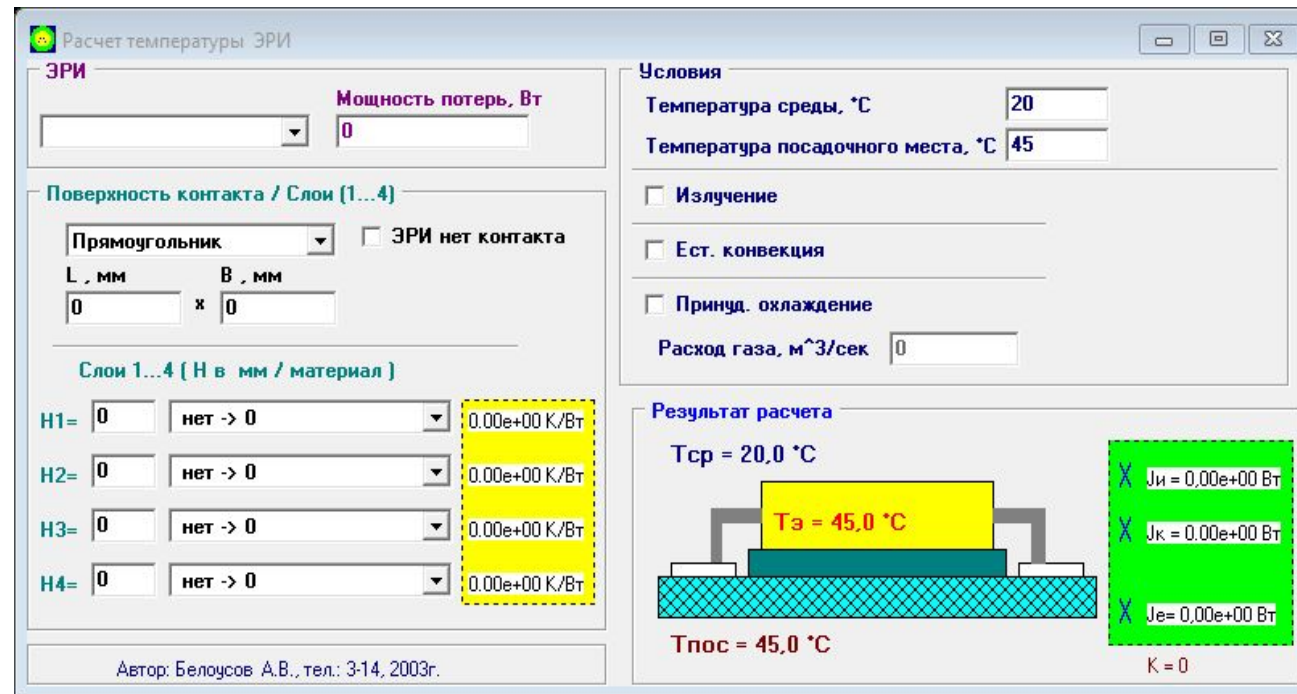 Расчет температуры ЭРИ
ЭРИ
Мощность потерь, Вт
0
Поверхность контакта / Слои (1...4)
Прямоугольник
ЭРИ нет контакта
L , мм
B , мм
0
x
0
Слои 1...4 ( Н в мм / материал )
H1= 0 нет -> 0 0.00e+00 К/Вт
H2= 0 нет -> 0 0.00e+00 К/Вт
H3= 0 нет -> 0 0.00e+00 К/Вт
H4= 0 нет -> 0 0.00e+00 К/Вт
Автор: Белоусов А.В., тел.: 3-14, 2003г.
Условия
Температура среды, °C 20
Температура посадочного места, °C 45
Излучение
Ест. конвекция
Принуд. охлаждение
Расход газа, м^3/сек 0
Результат расчета
Тср = 20,0 °C
Тэ = 45,0 °C
Тпос = 45,0 °C
X Jи = 0,00e+00 Вт
X Jк = 0.00e+00 Вт
X Je= 0,00e+00 Вт
K = 0